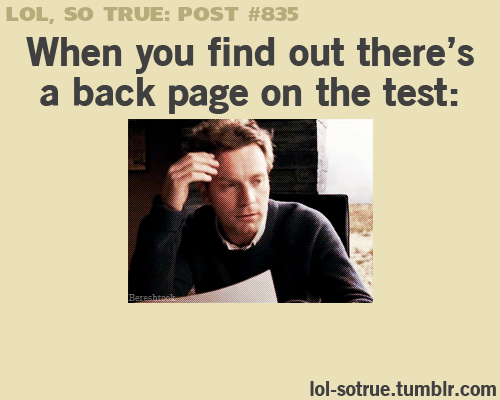 LOL, SO TRUE: POST #835
When you find out there's
a back page on the test:
Bereshtook
lol-sotrue.tumblr.com